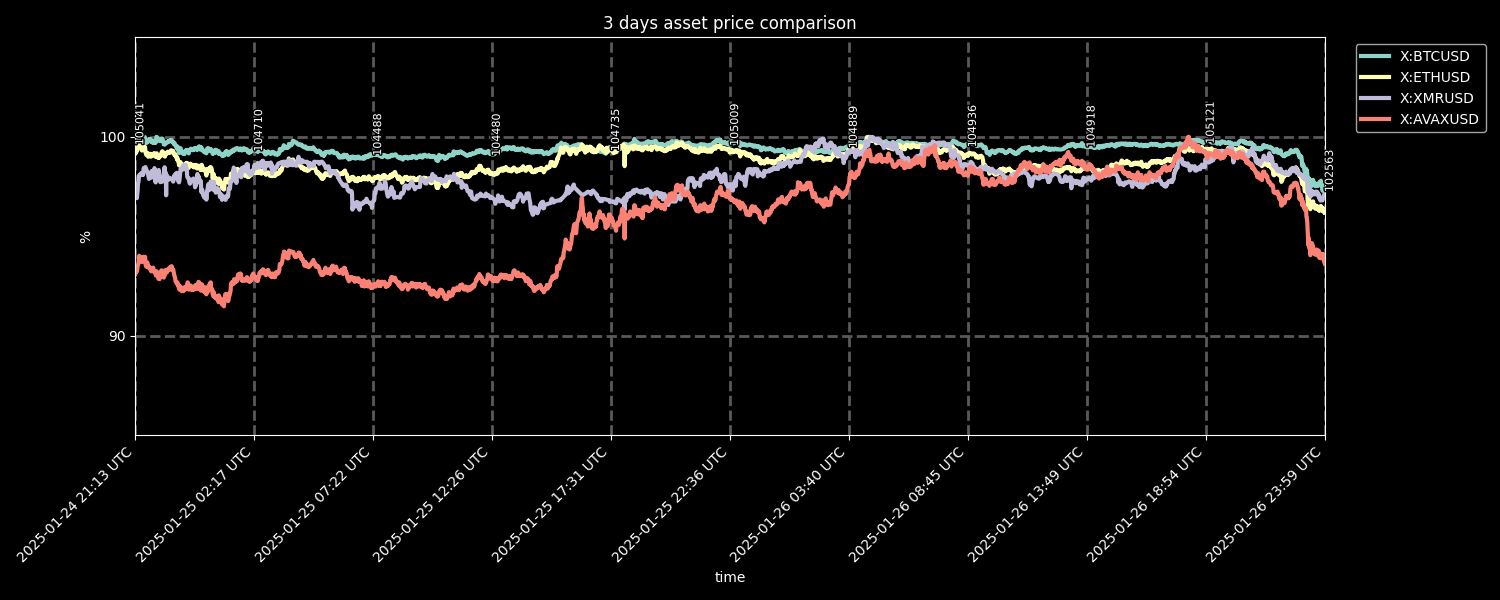 3 days asset price comparison
X:BTCUSD
X:ETHUSD
X:XMRUSD
X:AVAXUSD
100
90
%
105041
104710
104488
104480
104735
105009
104889
104936
104918
105121
102563
2025-01-24 21:13 UTC
2025-01-25 02:17 UTC
2025-01-25 07:22 UTC
2025-01-25 12:26 UTC
2025-01-25 17:31 UTC
2025-01-25 22:36 UTC
2025-01-26 03:40 UTC
2025-01-26 08:45 UTC
2025-01-26 13:49 UTC
2025-01-26 18:54 UTC
2025-01-26 23:59 UTC
time